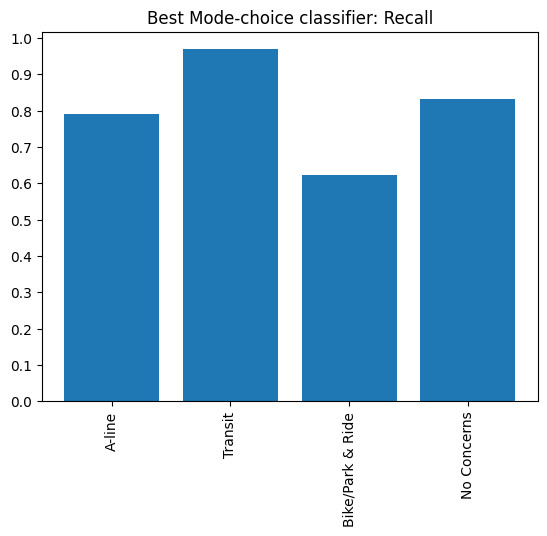 Best Mode-choice classifier: Recall
1.0
0.9
0.8
0.7
0.6
0.5
0.4
0.3
0.2
0.1
0.0
A-line
Transit
Bike/Park & Ride
No Concerns